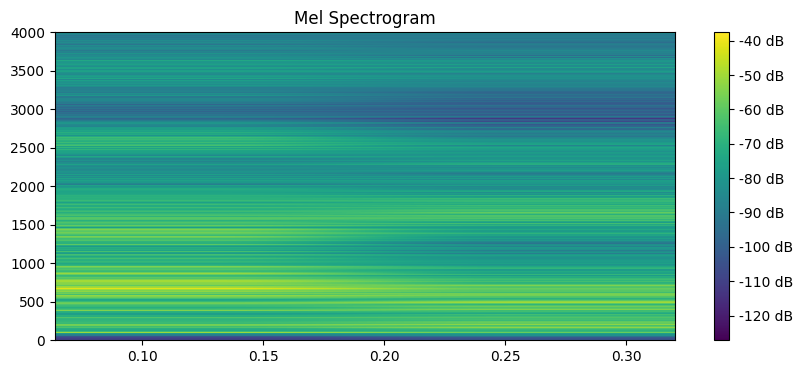 Mel Spectrogram
4000
3500
3000
2500
2000
1500
1000
500
0
0.10
0.15
0.20
0.25
0.30
-40 dB
-50 dB
-60 dB
-70 dB
-80 dB
-90 dB
-100 dB
-110 dB
-120 dB